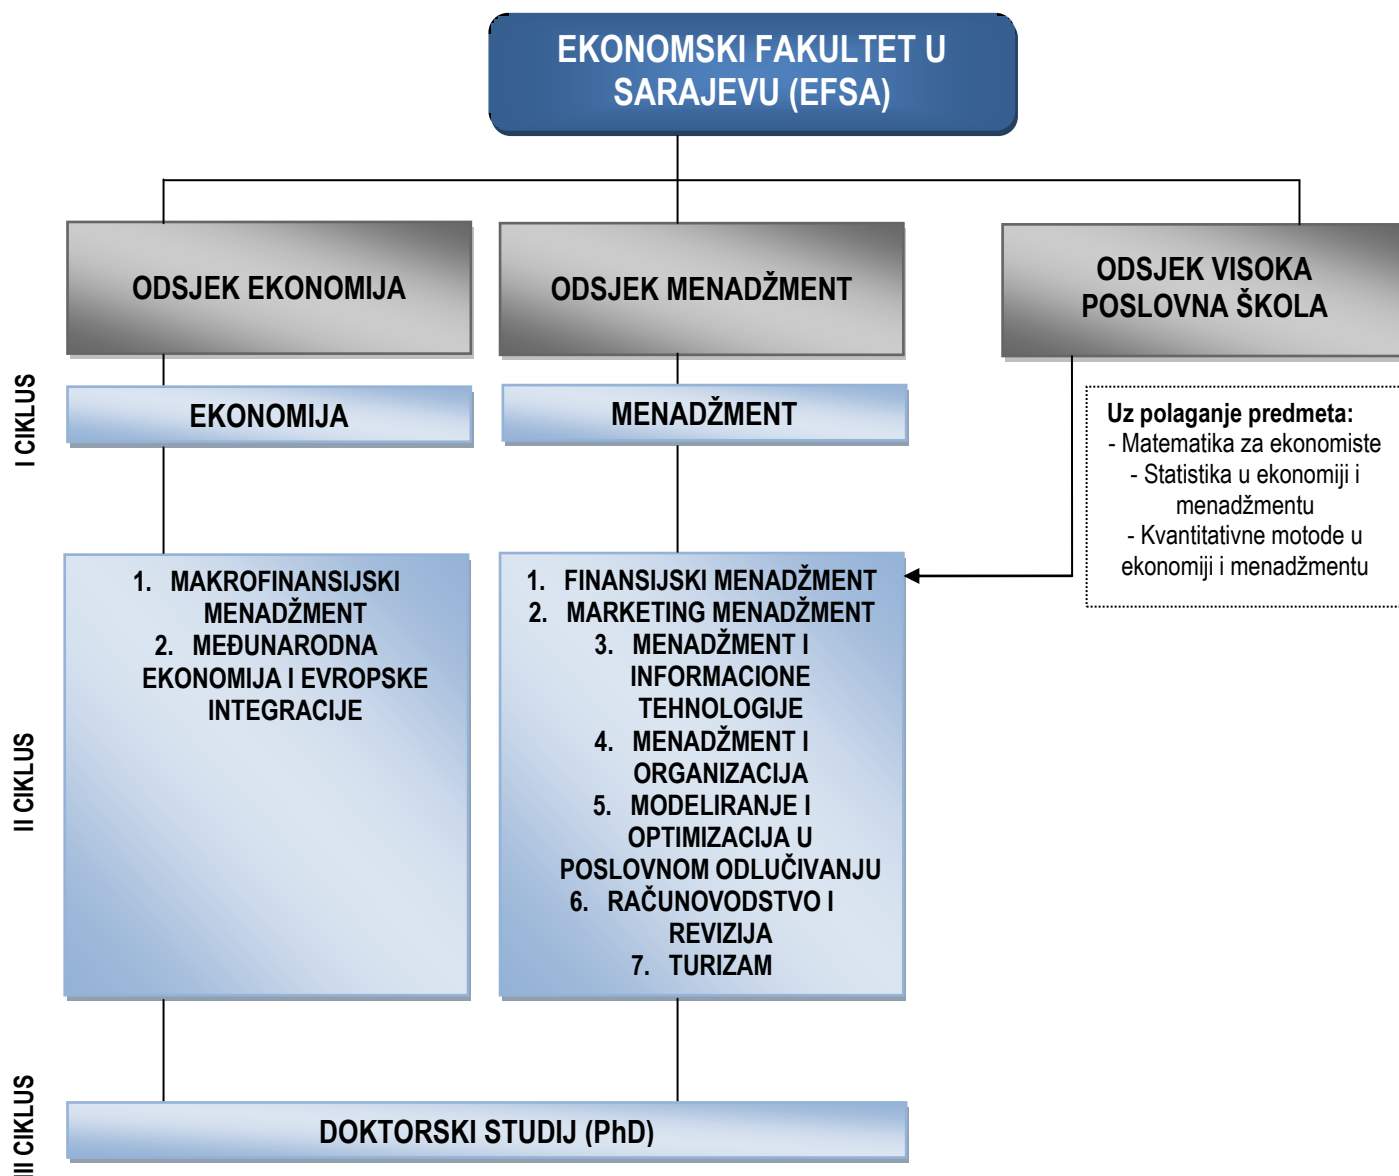 EKONOMSKI FAKULTET U
SARAJEVU (EFSA)
ODSJEK EKONOMIJA
ODSJEK MENADŽMENT
ODSJEK VISOKA
POSLOVNA ŠKOLA
I CIKLUS
EKONOMIJA
MENADŽMENT
Uz polaganje predmeta:
- Matematika za ekonomiste
- Statistika u ekonomiji i
menadžmentu
- Kvantitativne motode u
ekonomiji i menadžmentu
II CIKLUS
1. MAKROFINANSIJSKI
MENADŽMENT
2. MEĐUNARODNA
EKONOMIJA I EVROPSKE
INTEGRACIJE
1. FINANSIJSKI MENADŽMENT
2. MARKETING MENADŽMENT
3. MENADŽMENT I
INFORMACIONE
TEHNOLOGIJE
4. MENADŽMENT I
ORGANIZACIJA
5. MODELIRANJE I
OPTIMIZACIJA U
POSLOVNOM ODLUČIVANJU
6. RAČUNOVODSTVO I
REVIZIJA
7. TURIZAM
III CIKLUS
DOKTORSKI STUDIJ (PhD)